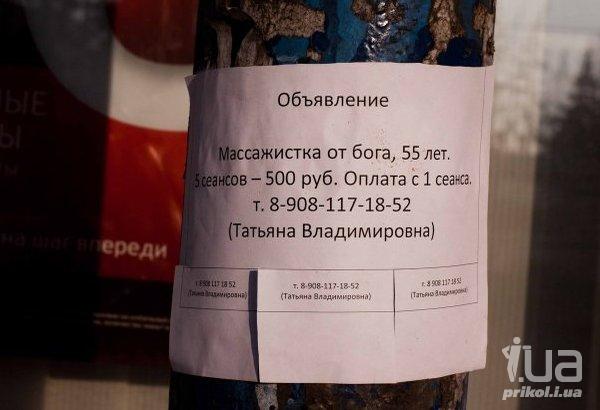 Объявление
Массажистка от бога, 55 лет.
5 сеансов – 500 руб. Оплата с 1 сеанса.
т. 8-908-117-18-52
(Татьяна Владимировна)
т. 8 908 117 18 52
(Татьяна Владимировна)
т. 8-908-117-18-52
(Татьяна Владимировна)
т. 8 908 117 18 52
(Татьяна Владимировна)
НЫЕ
Ы
на шаг впереди
i.ua
prikol.i.ua